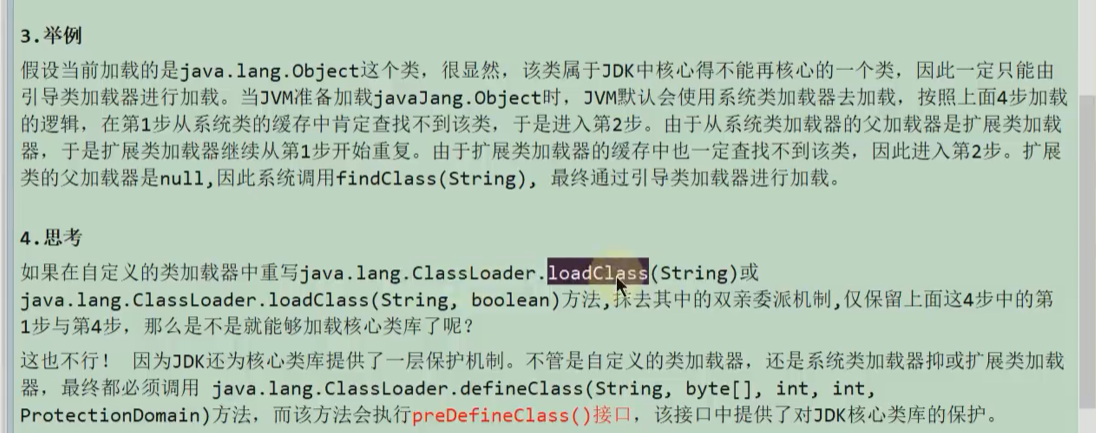 3.举例
假设当前加载的是java.lang.Object这个类，很显然，该类属于JDK中核心得不能再核心的一个类，因此一定只能由
引导类加载器进行加载。当JVM准备加载javaJang.Object时，JVM默认会使用系统类加载器去加载，按照上面4步加载
的逻辑，在第1步从系统类的缓存中肯定查找不到该类，于是进入第2步。由于从系统类加载器的父加载器是扩展类加载
器，于是扩展类加载器继续从第1步开始重复。由于扩展类加载器的缓存中也一定查找不到该类，因此进入第2步。扩展
类的父加载器是null,因此系统调用findClass(String), 最终通过引导类加载器进行加载。
4.思考
如果在自定义的类加载器中重写java.lang.ClassLoader.loadClass(String)或
java.lang.ClassLoader.loadClass(String, boolean)方法,抹去其中的双亲委派机制,仅保留上面这4步中的第
1步与第4步，那么是不是就能够加载核心类库了呢？
这也不行！ 因为JDK还为核心类库提供了一层保护机制。不管是自定义的类加载器，还是系统类加载器抑或扩展类加载
器，最终都必须调用 java.lang.ClassLoader.defineClass(String, byte[], int, int,
ProtectionDomain)方法，而该方法会执行preDefineClass()接口，该接口中提供了对JDK核心类库的保护。